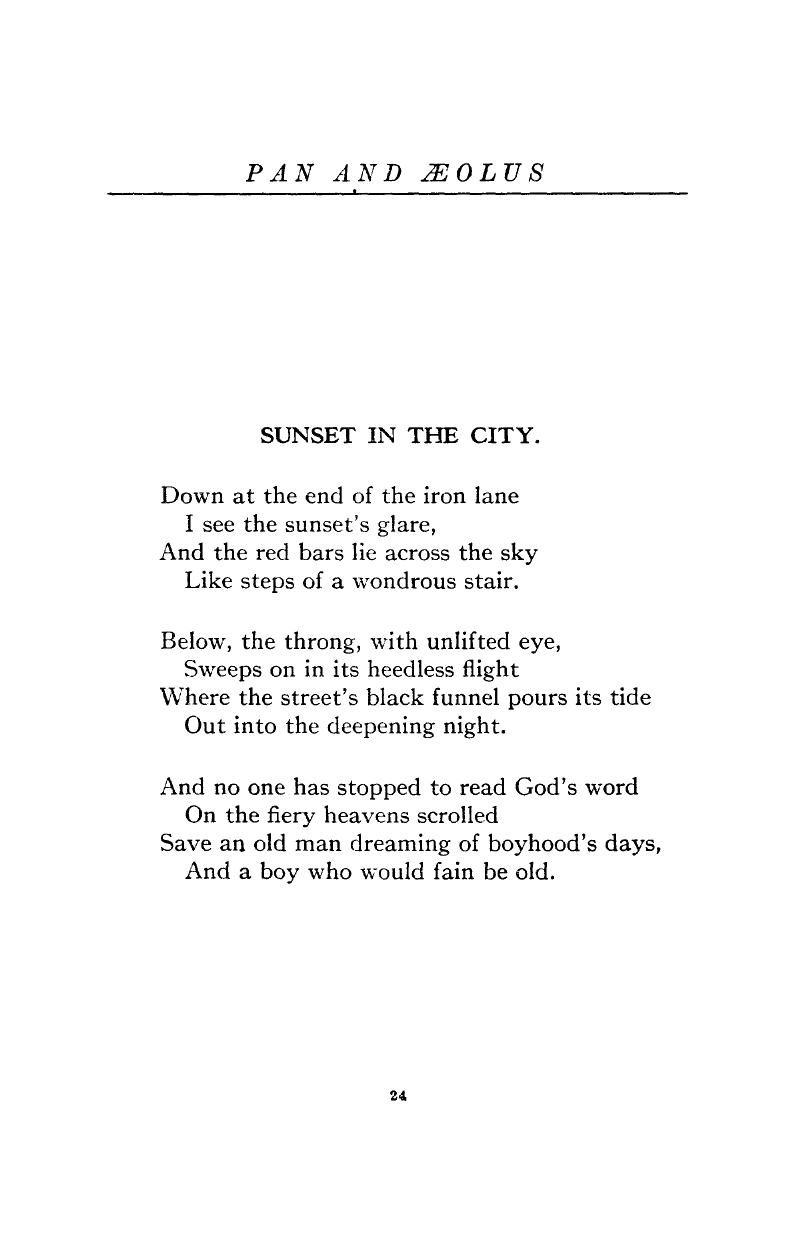 PAN AND ÆOLUS
SUNSET IN THE CITY.
Down at the end of the iron lane
I see the sunset's glare,
And the red bars lie across the sky
Like steps of a wondrous stair.
Below, the throng, with unlifted eye,
Sweeps on in its heedless flight
Where the street's black funnel pours its tide
Out into the deepening night.
And no one has stopped to read God's word
On the fiery heavens scrolled
Save an old man dreaming of boyhood's days,
And a boy who would fain be old.
24